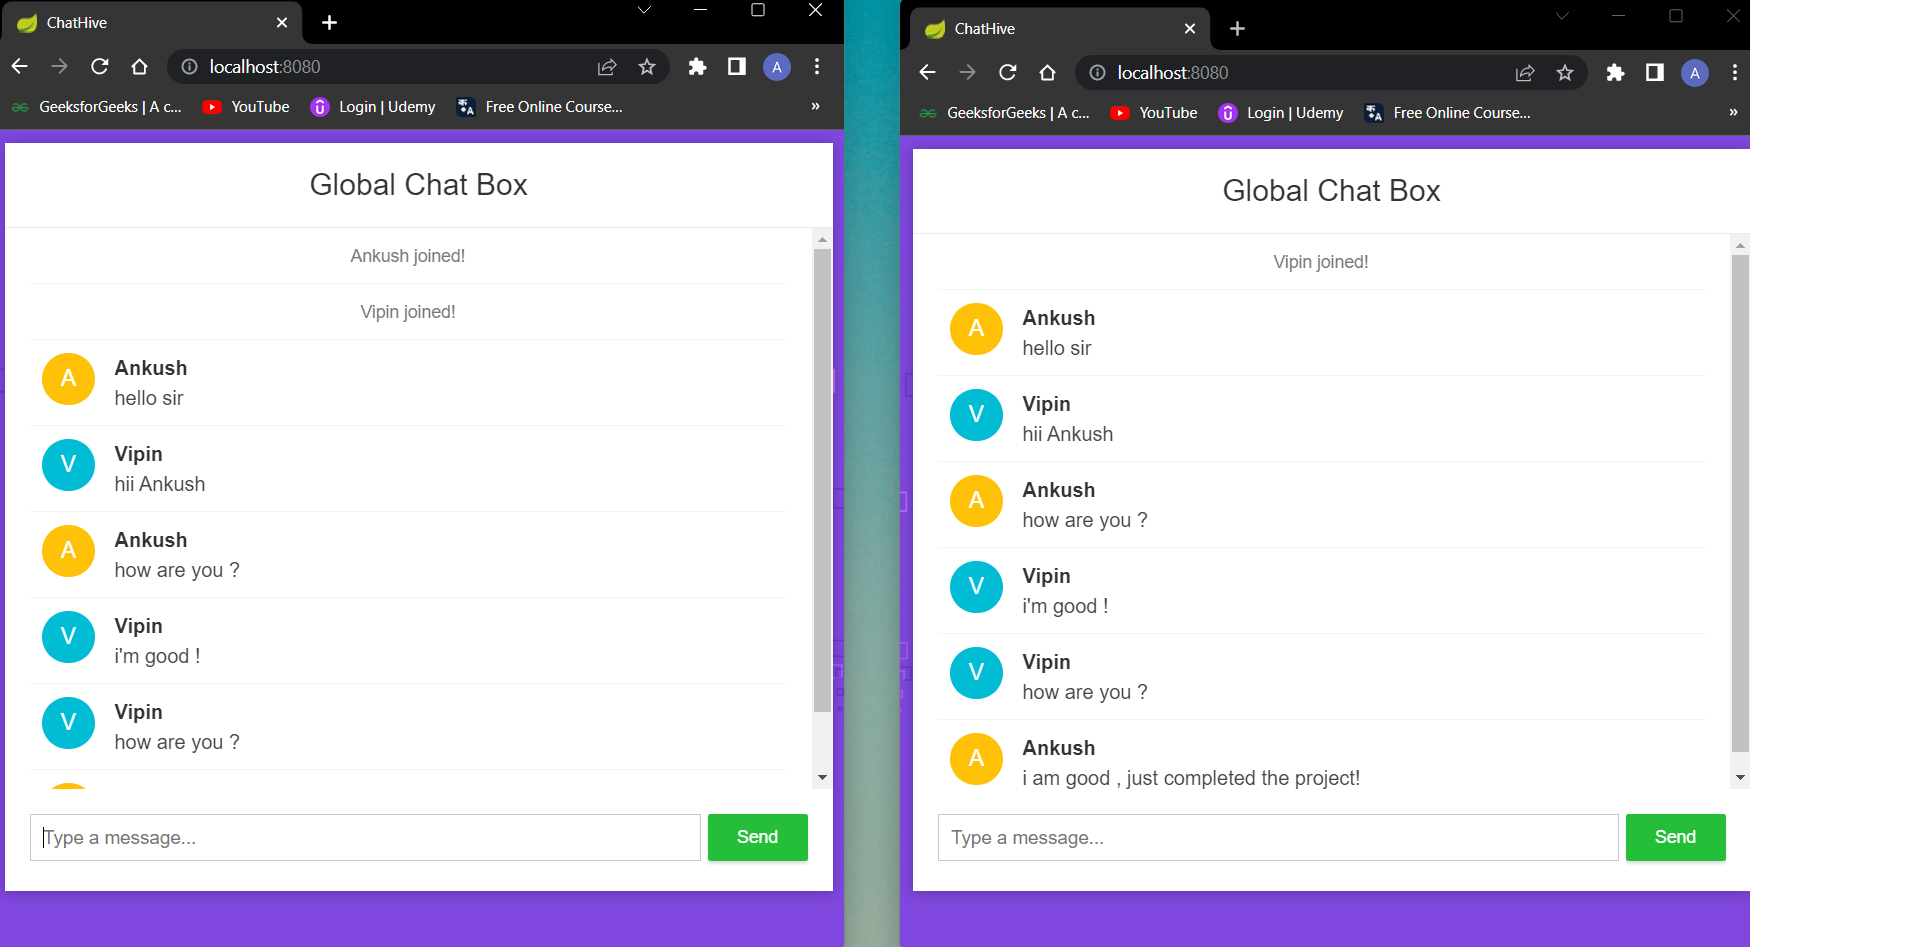 ChatHive
localhost:8080
A
GeeksforGeeks | A c...
YouTube
Login | Udemy
Free Online Course...
»
Global Chat Box
Ankush joined!
Vipin joined!
A
Ankush
hello sir
V
Vipin
hii Ankush
A
Ankush
how are you ?
V
Vipin
i'm good !
V
Vipin
how are you ?
Type a message...
Send
ChatHive
localhost:8080
A
GeeksforGeeks | A c...
YouTube
Login | Udemy
Free Online Course...
»
Global Chat Box
Vipin joined!
A
Ankush
hello sir
V
Vipin
hii Ankush
A
Ankush
how are you ?
V
Vipin
i'm good !
V
Vipin
how are you ?
A
Ankush
i am good , just completed the project!
Type a message...
Send